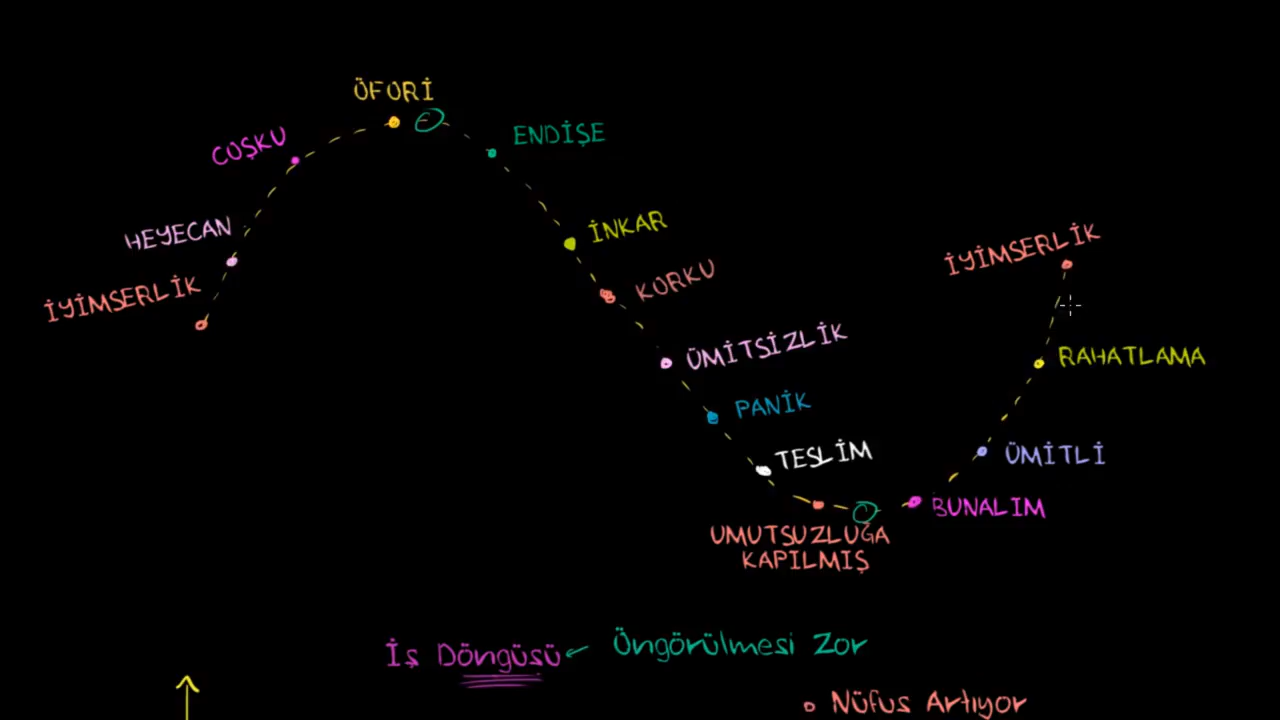 ÖFORİ
COŞKU
ENDİŞE
HEYECAN
İNKAR
İYİMSERLİK
KORKU
İYİMSERLİK
ÜMİTSİZLİK
RAHATLAMA
PANİK
TESLİM
ÜMİTLİ
BUNALIM
UMUTSUZLUĞA
KAPILMIŞ
İş Döngüsü
Üngörülmesi Zor
Nüfus Artıyor